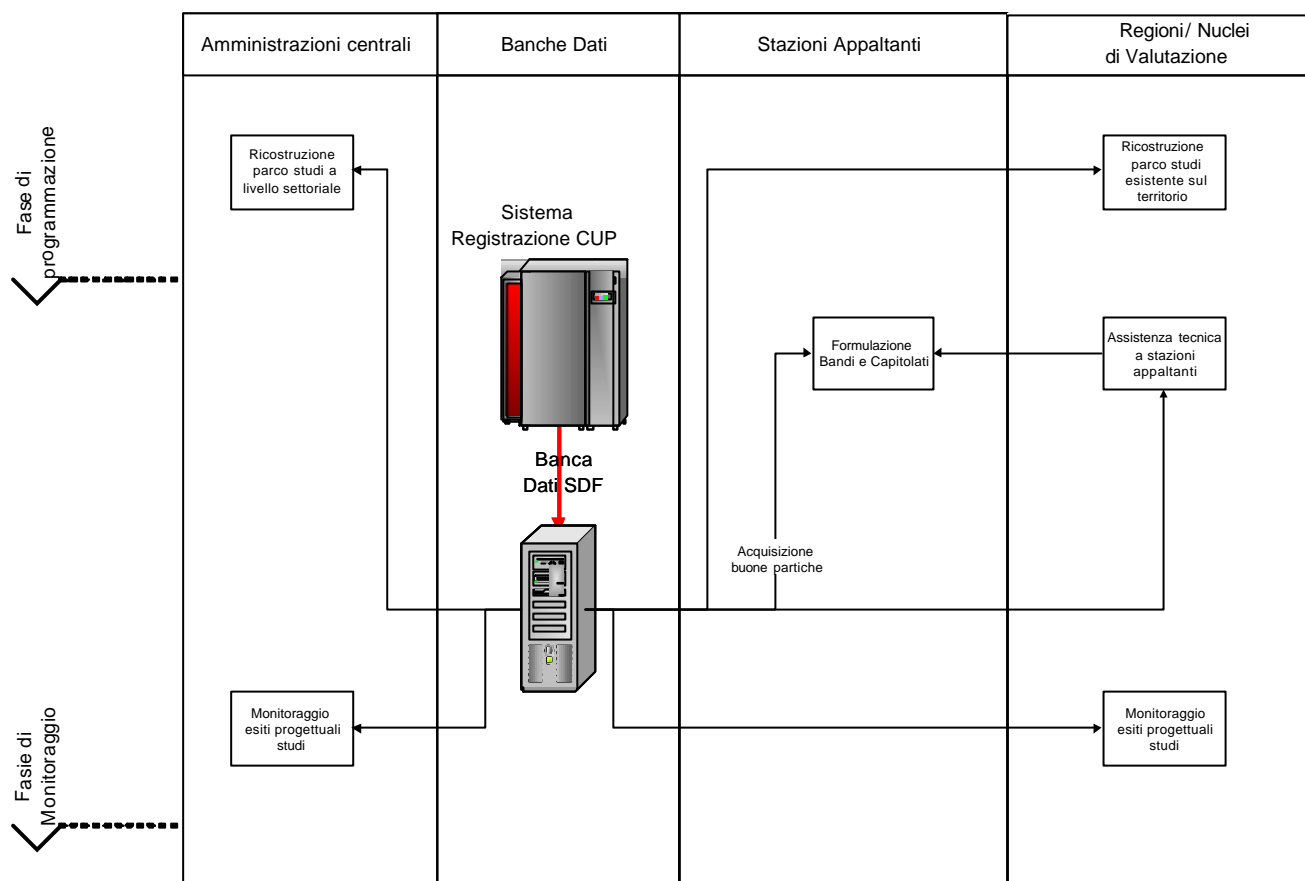 Amministrazioni centrali
Banche Dati
Stazioni Appaltanti
Regioni/ Nuclei
di Valutazione
Fase di
programmazione
Ricostruzione
parco studi a
livello settoriale
Ricostruzione
parco studi
esistente sul
territorio
Sistema
Registrazione CUP
Formulazione
Bandi e Capitolati
Assistenza tecnica
a stazioni
appaltanti
Banca
Dati SDF
Acquisizione
buone partiche
Fasie di
Monitoraggio
Monitoraggio
esiti progettuali
studi
Monitoraggio
esiti progettuali
studi